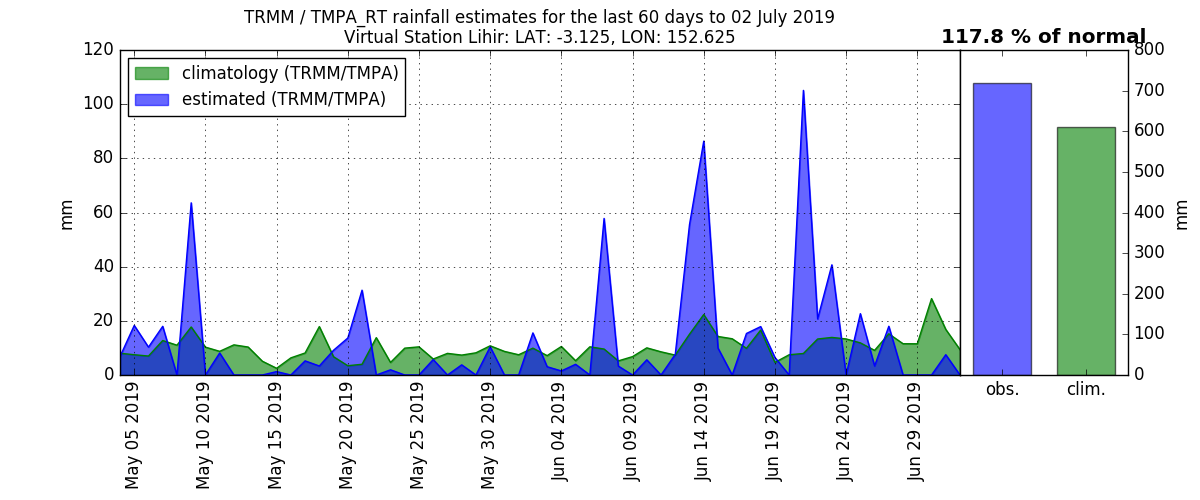 TRMM / TMPA_RT rainfall estimates for the last 60 days to 02 July 2019
Virtual Station Lihir: LAT: -3.125, LON: 152.625
117.8 % of normal
climatology (TRMM/TMPA)
estimated (TRMM/TMPA)
120
100
80
60
40
20
0
mm
May 05 2019
May 10 2019
May 15 2019
May 20 2019
May 25 2019
May 30 2019
Jun 04 2019
Jun 09 2019
Jun 14 2019
Jun 19 2019
Jun 24 2019
Jun 29 2019
obs.
clim.
800
700
600
500
400
300
200
100
0
mm